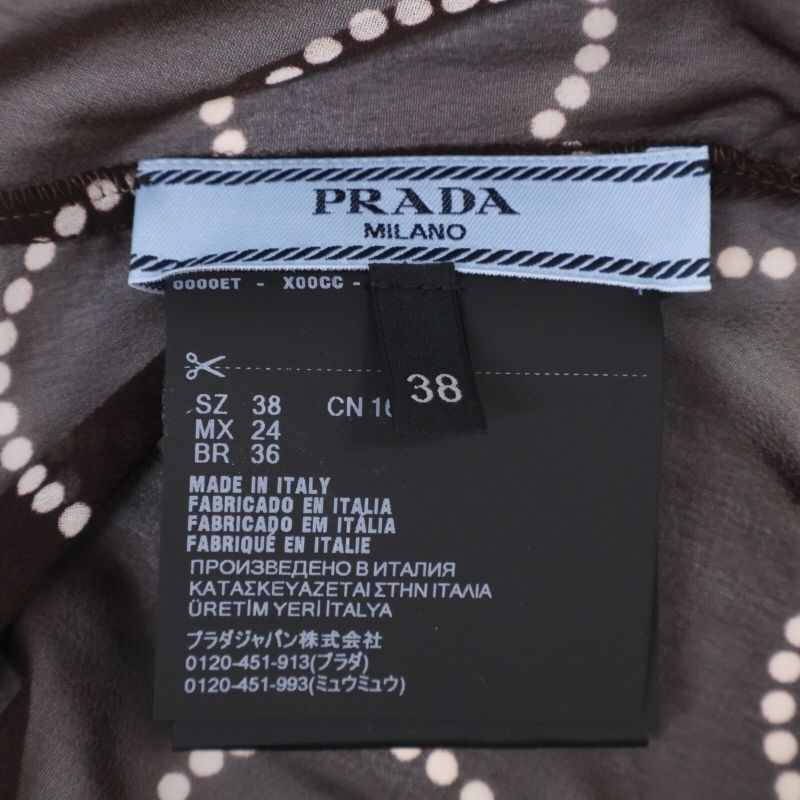 PRADA
MILANO
0000ET - X00CC -
38
SZ 38 CN 16
MX 24
BR 36
MADE IN ITALY
FABRICADO EN ITALIA
FABRICADO EM ITÁLIA
FABRIQUÉ EN ITALIE
ПРОИЗВЕДЕНО В ИТАЛИЯ
ΚΑΤΑΣΚΕΥΑΖΕΤΑΙ ΣΤΗΝ ΙΤΑΛΙΑ
ÜRETİM YERİ İTALYA
プラダジャパン株式会社
0120-451-913(プラダ)
0120-451-993(ミュウミュウ)